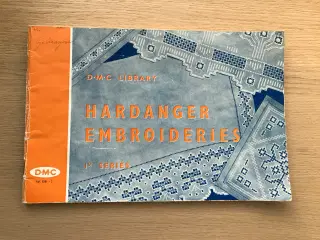 D·M·C LIBRARY
HARDANGER
EMBROIDERIES
1ST SERIES
DMC